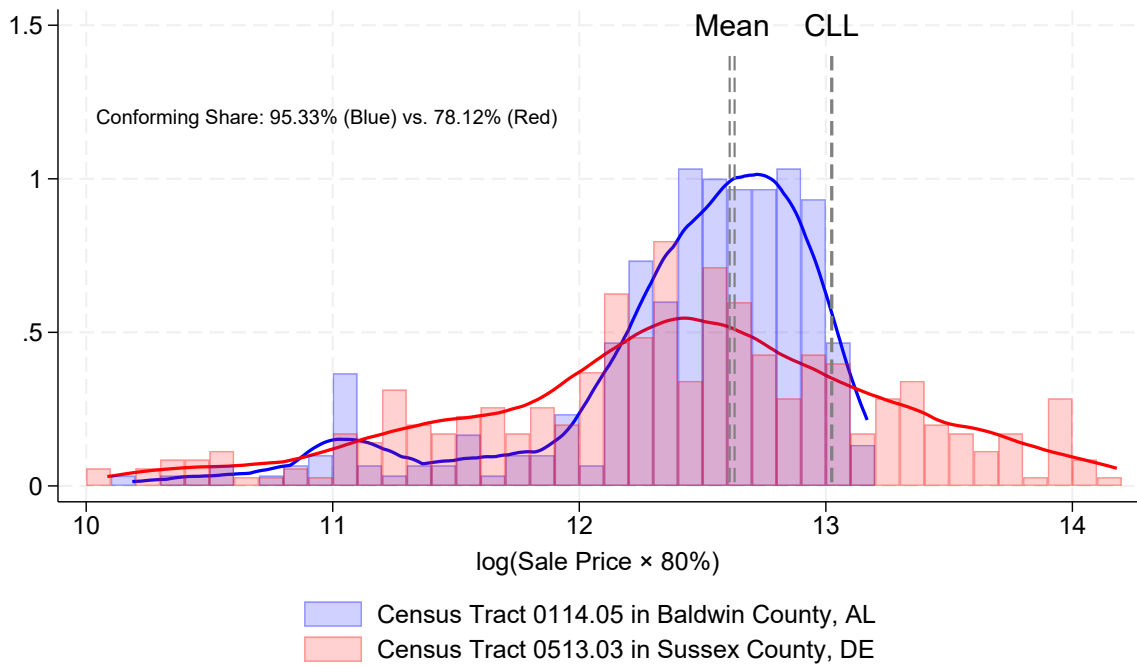 Mean CLL
Conforming Share: 95.33% (Blue) vs. 78.12% (Red)
1.5
1
.5
0
10 11 12 13 14
log(Sale Price × 80%)
Census Tract 0114.05 in Baldwin County, AL
Census Tract 0513.03 in Sussex County, DE